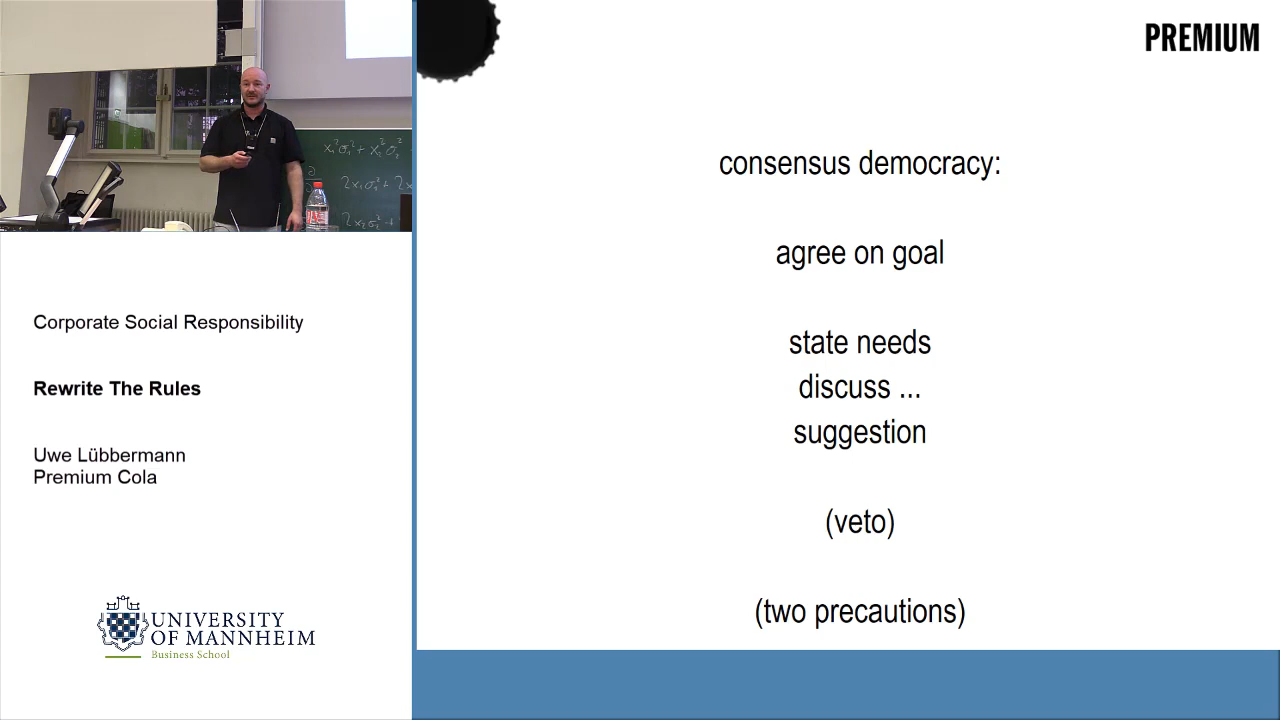 PREMIUM
consensus democracy:
agree on goal
state needs
discuss ...
suggestion
(veto)
(two precautions)
Corporate Social Responsibility
Rewrite The Rules
Uwe Lübbermann
Premium Cola
UNIVERSITY
OF MANNHEIM
Business School